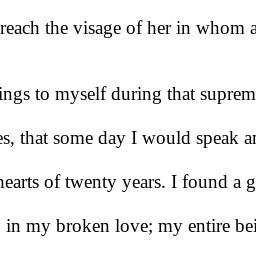 reach the visage of her in whom a
ings to myself during that suprem
es, that some day I would speak an
hearts of twenty years. I found a g
in my broken love; my entire bei